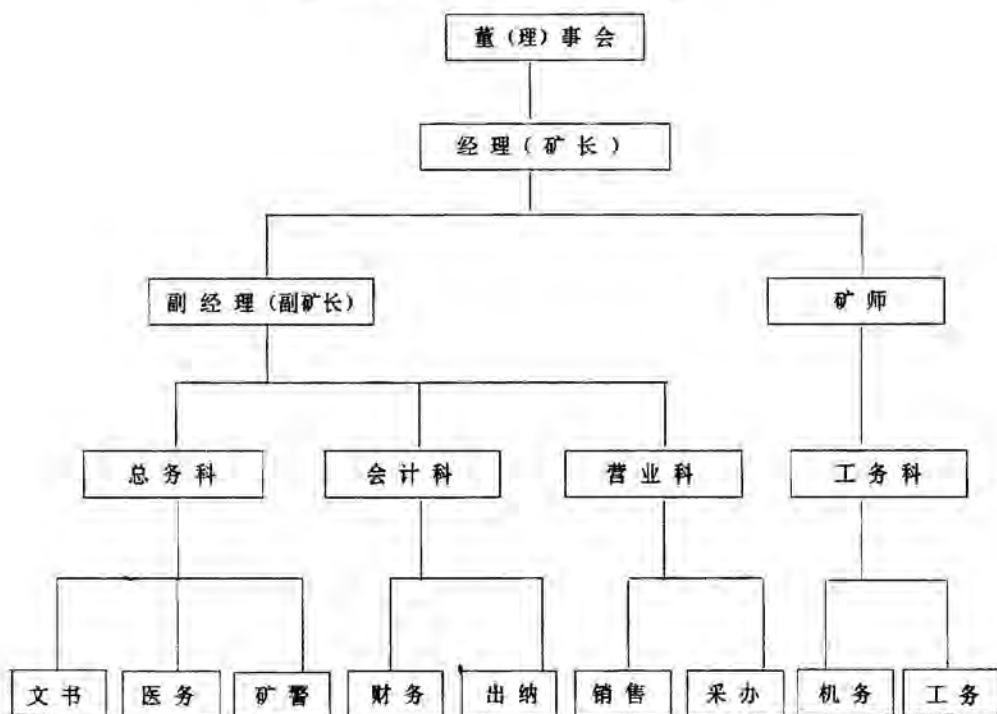 董（理）事会
经理（矿长）
副经理（副矿长）
矿师
总务科
会计科
营业科
工务科
文书
医务
矿警
财务
出纳
销售
采办
机务
工务